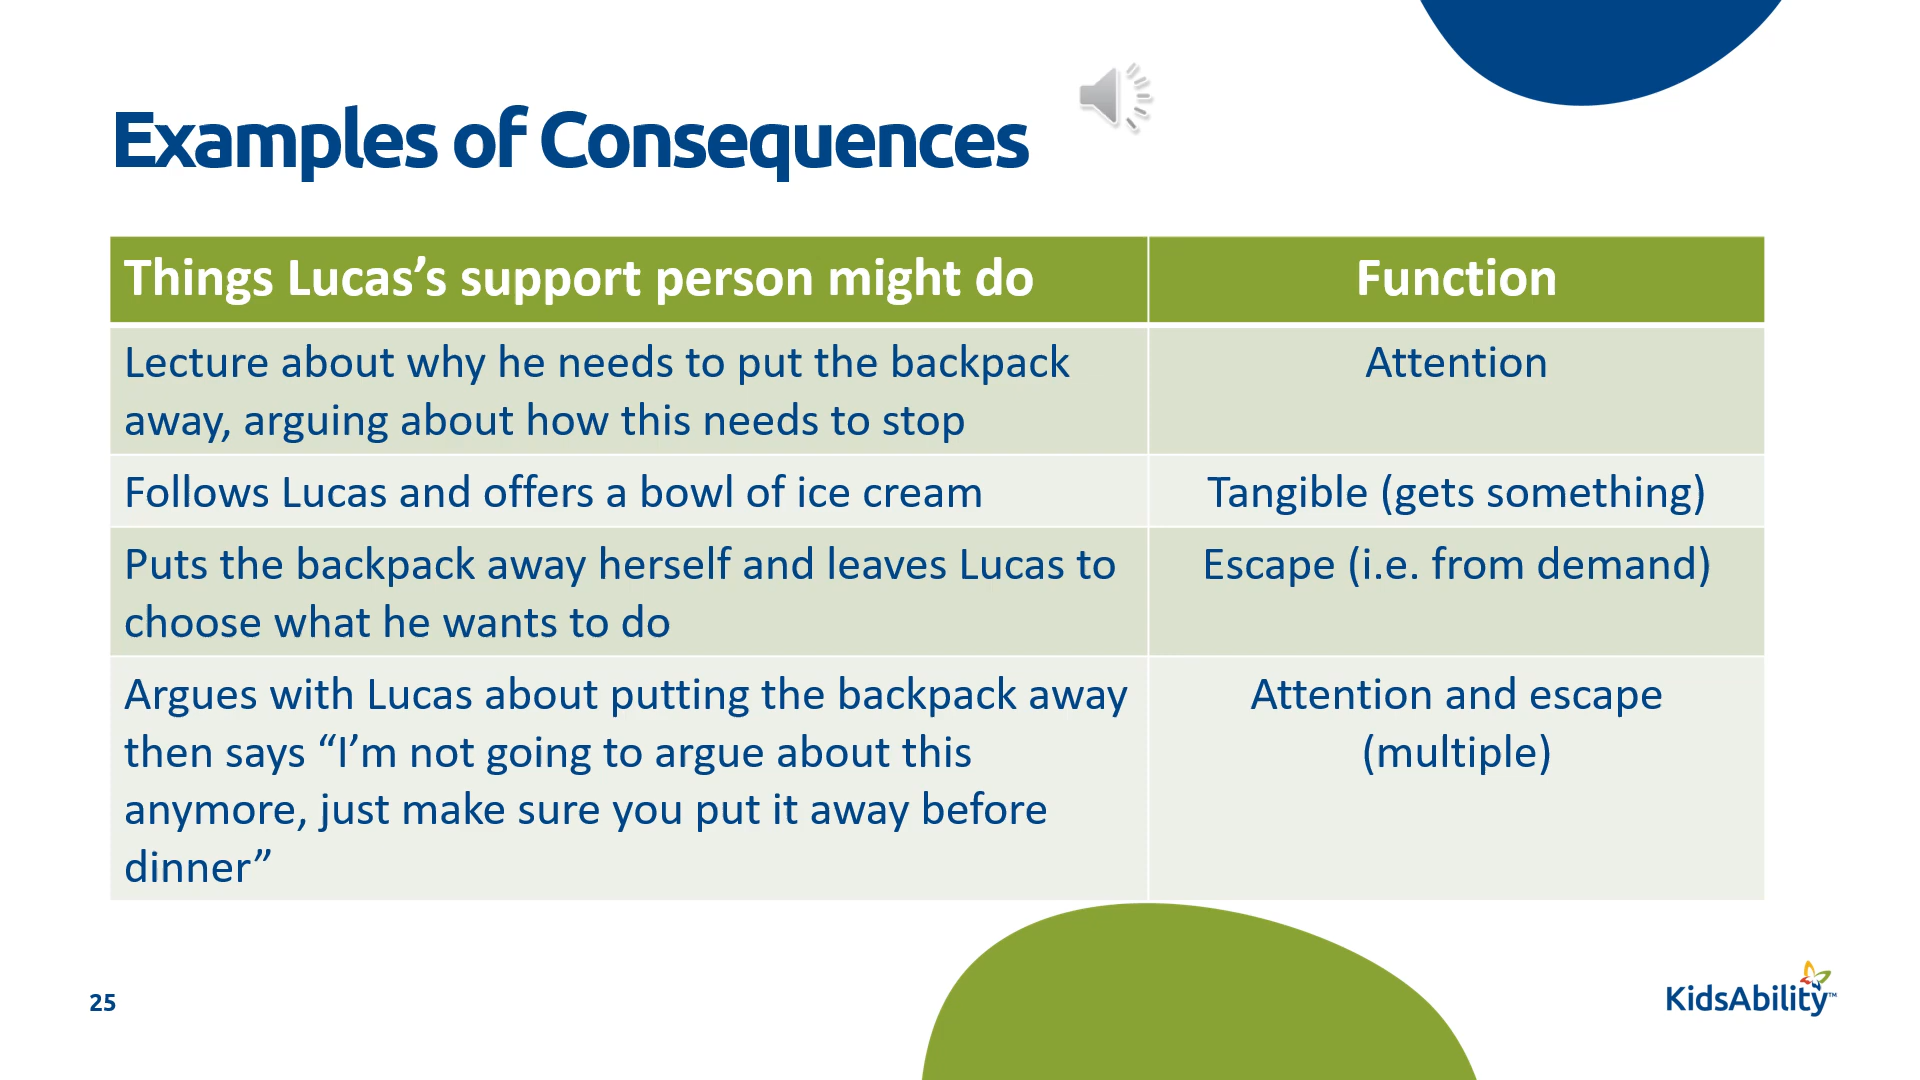 Examples of Consequences
Things Lucas’s support person might do
Function
Lecture about why he needs to put the backpack
away, arguing about how this needs to stop
Attention
Follows Lucas and offers a bowl of ice cream
Tangible (gets something)
Puts the backpack away herself and leaves Lucas to
choose what he wants to do
Escape (i.e. from demand)
Argues with Lucas about putting the backpack away
then says “I’m not going to argue about this
anymore, just make sure you put it away before
dinner”
Attention and escape
(multiple)
25
KidsAbility™